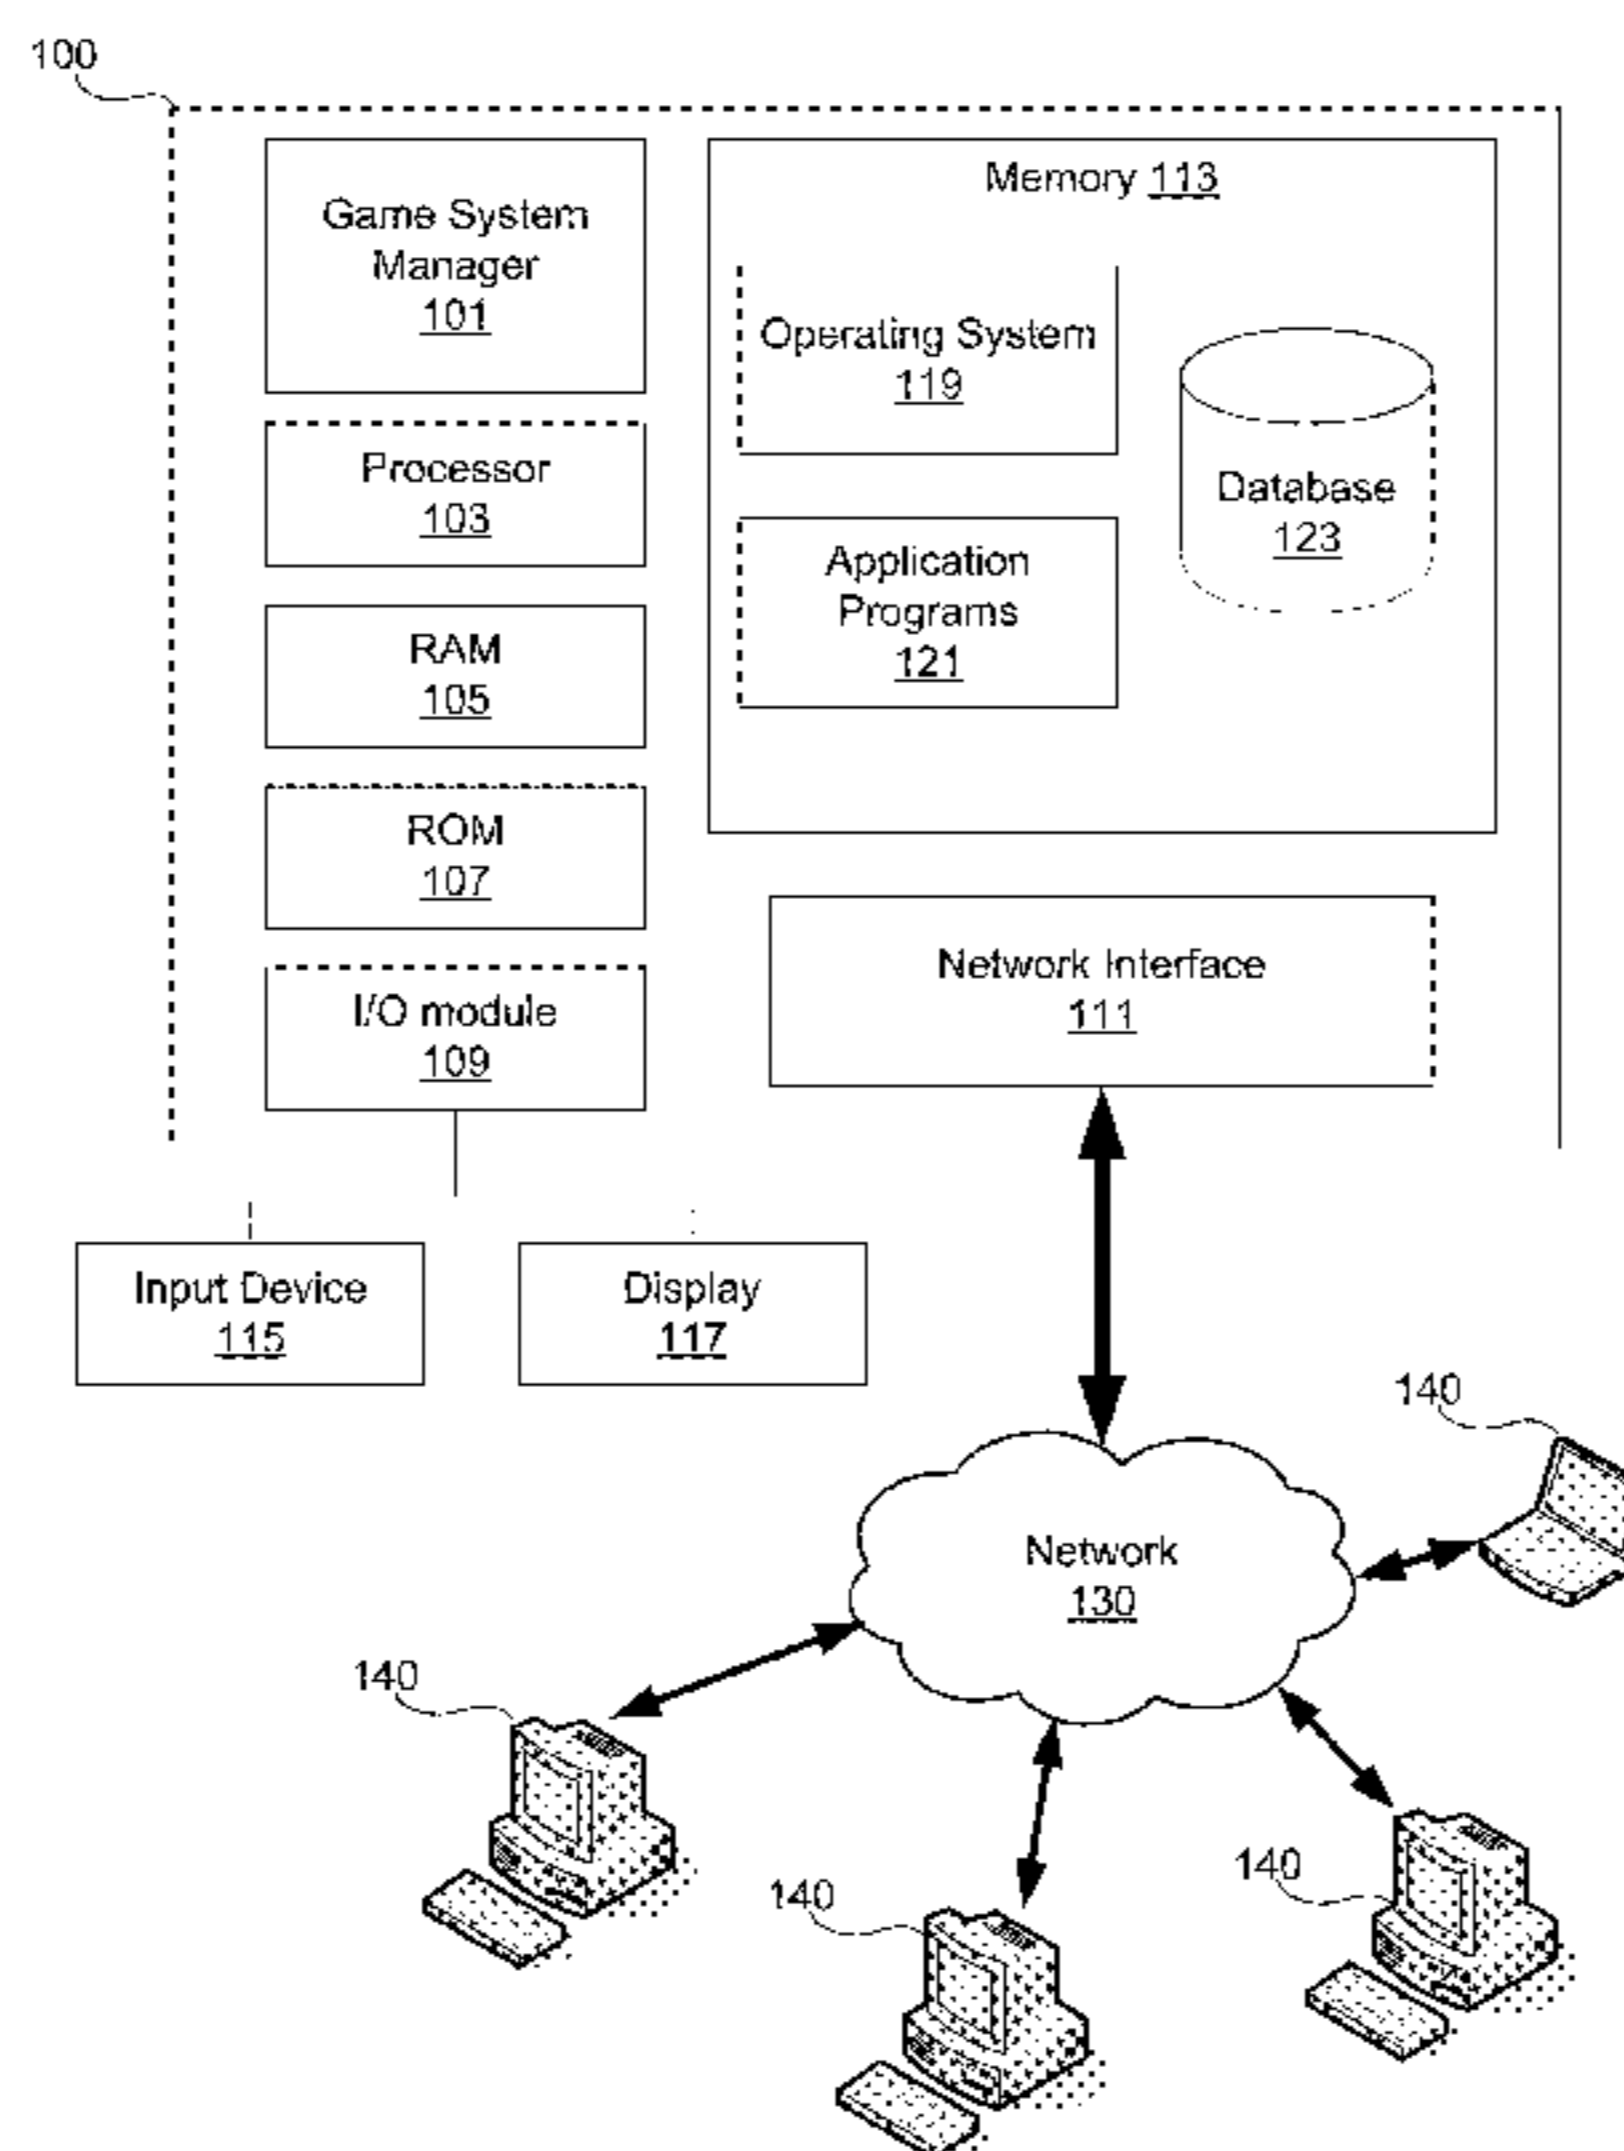 100
Game System
Manager
101
Processor
103
RAM
105
ROM
107
I/O module
109
Memory 113
Operating System
119
Application
Programs
121
Database
123
Network Interface
111
Input Device
115
Display
117
140
Network
130
140
140
140